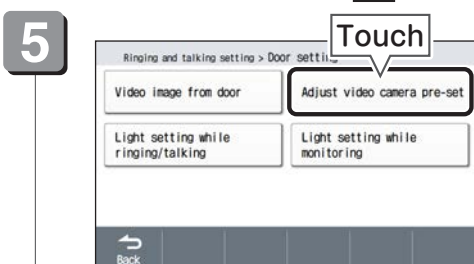 5
Touch
Ringing and talking setting > Door setting
Video image from door
Adjust video camera pre-set
Light setting while
ringing/talking
Light setting while
monitoring
Back